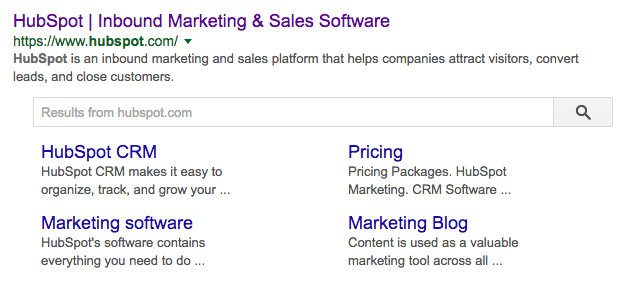 HubSpot | Inbound Marketing & Sales Software
https://www.hubspot.com/
HubSpot is an inbound marketing and sales platform that helps companies attract visitors, convert
leads, and close customers.
Results from hubspot.com
HubSpot CRM
HubSpot CRM makes it easy to
organize, track, and grow your ...
Pricing
Pricing Packages. HubSpot
Marketing. CRM Software ...
Marketing software
HubSpot's software contains
everything you need to do ...
Marketing Blog
Content is used as a valuable
marketing tool across all ...